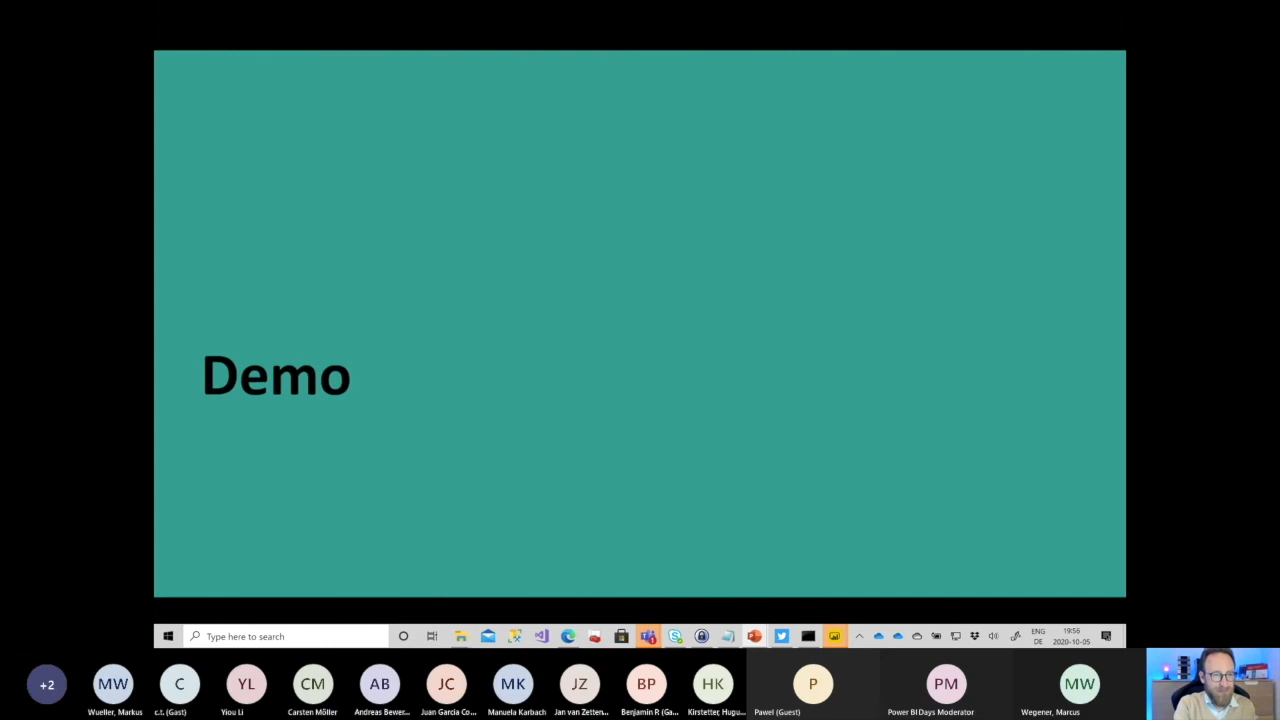 Demo
Type here to search
ENG
DE
19:56
2020-10-05
+2
MW
C
YL
CM
AB
JC
MK
JZ
BP
HK
P
PM
MW
Wueller, Markus
c.t. (Gast)
Yiou Li
Carsten Möller
Andreas Bewer...
Juan Garcia Co...
Manuela Karbach
Jan van Zetten...
Benjamin R (Ga...
Kirstetter, Hugu...
Pawel (Guest)
Power BI Days Moderator
Wegener, Marcus